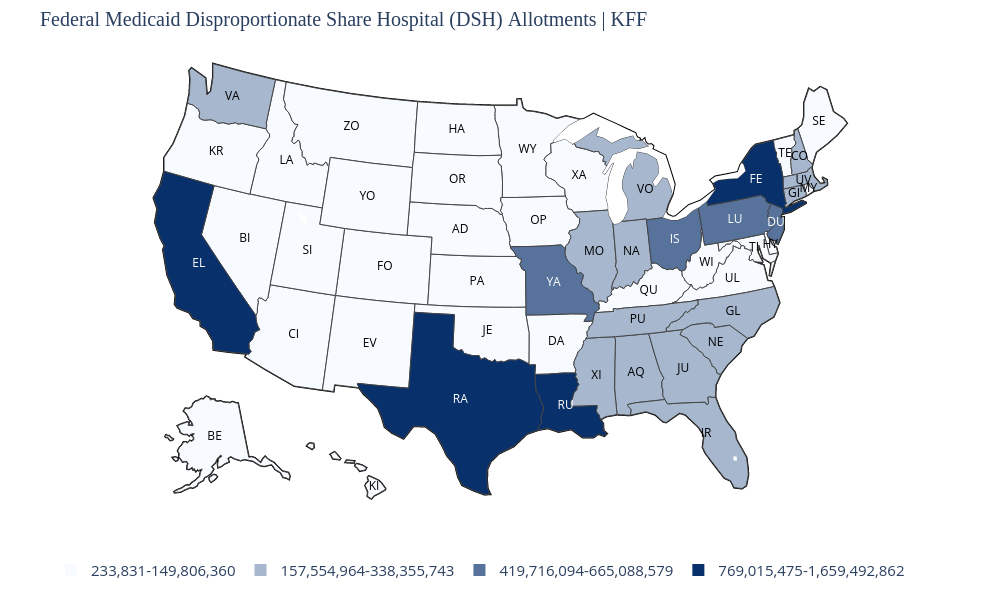 Federal Medicaid Disproportionate Share Hospital (DSH) Allotments | KFF
VA
ZO
HA
WY
SE
KR
LA
OR
XA
VO
TE
CO
YO
FE
UV
MY
GI
OP
AD
LU
DU
BI
SI
FO
PA
MO
NA
IS
TI
HY
EL
YA
WI
UL
QU
CI
EV
JE
DA
PU
GL
NE
RA
RU
XI
AQ
JU
IR
BE
KI
233,831-149,806,360
157,554,964-338,355,743
419,716,094-665,088,579
769,015,475-1,659,492,862